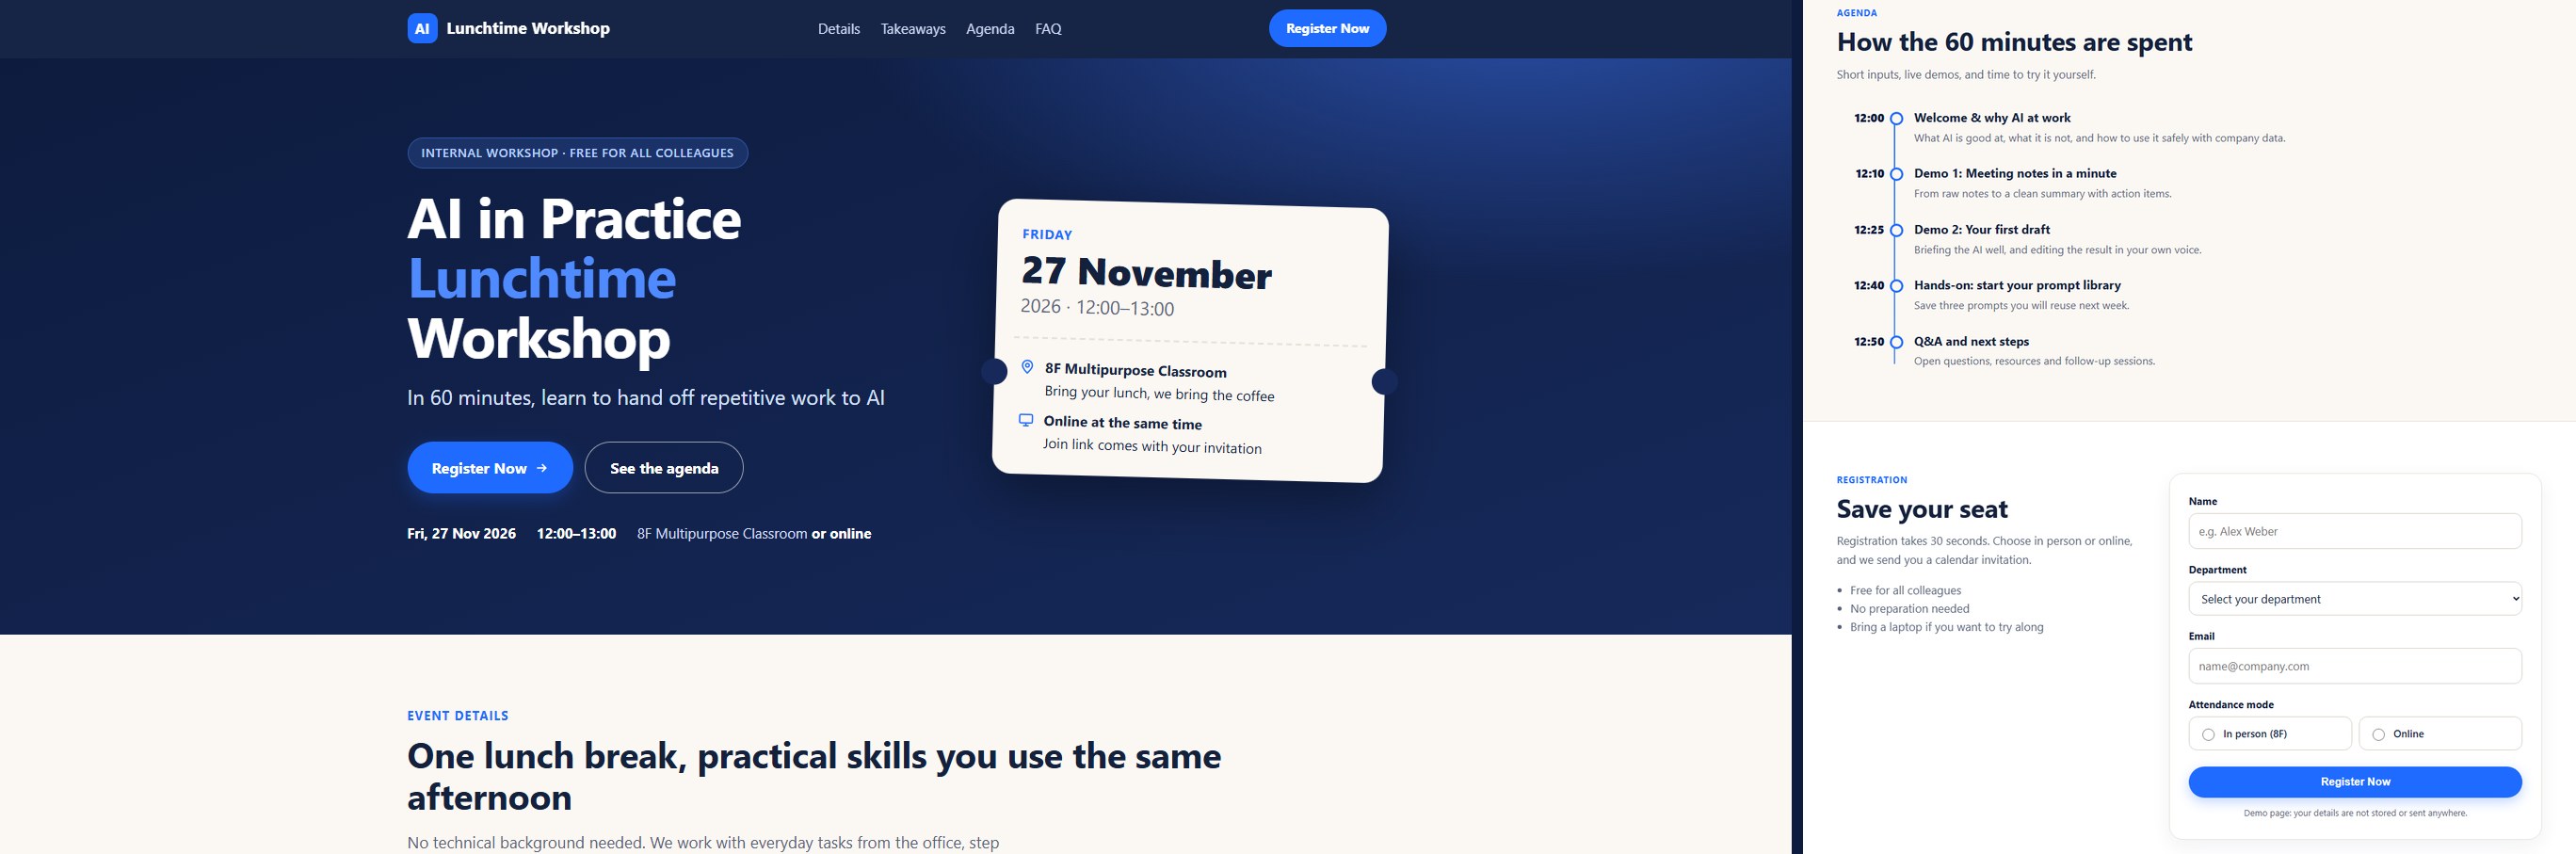 AI Lunchtime Workshop
Details Takeaways Agenda FAQ
Register Now
INTERNAL WORKSHOP · FREE FOR ALL COLLEAGUES
AI in Practice
Lunchtime
Workshop
In 60 minutes, learn to hand off repetitive work to AI
Register Now →
See the agenda
Fri, 27 Nov 2026 12:00–13:00 8F Multipurpose Classroom or online
FRIDAY
27 November
2026 · 12:00–13:00
8F Multipurpose Classroom
Bring your lunch, we bring the coffee
Online at the same time
Join link comes with your invitation
EVENT DETAILS
One lunch break, practical skills you use the same
afternoon
No technical background needed. We work with everyday tasks from the office, step
AGENDA
How the 60 minutes are spent
Short inputs, live demos, and time to try it yourself.
12:00 Welcome & why AI at work
What AI is good at, what it is not, and how to use it safely with company data.
12:10 Demo 1: Meeting notes in a minute
From raw notes to a clean summary with action items.
12:25 Demo 2: Your first draft
Briefing the AI well, and editing the result in your own voice.
12:40 Hands-on: start your prompt library
Save three prompts you will reuse next week.
12:50 Q&A and next steps
Open questions, resources and follow-up sessions.
REGISTRATION
Save your seat
Registration takes 30 seconds. Choose in person or online,
and we send you a calendar invitation.
• Free for all colleagues
• No preparation needed
• Bring a laptop if you want to try along
Name
e.g. Alex Weber
Department
Select your department
Email
name@company.com
Attendance mode
In person (8F)
Online
Register Now
Demo page: your details are not stored or sent anywhere.